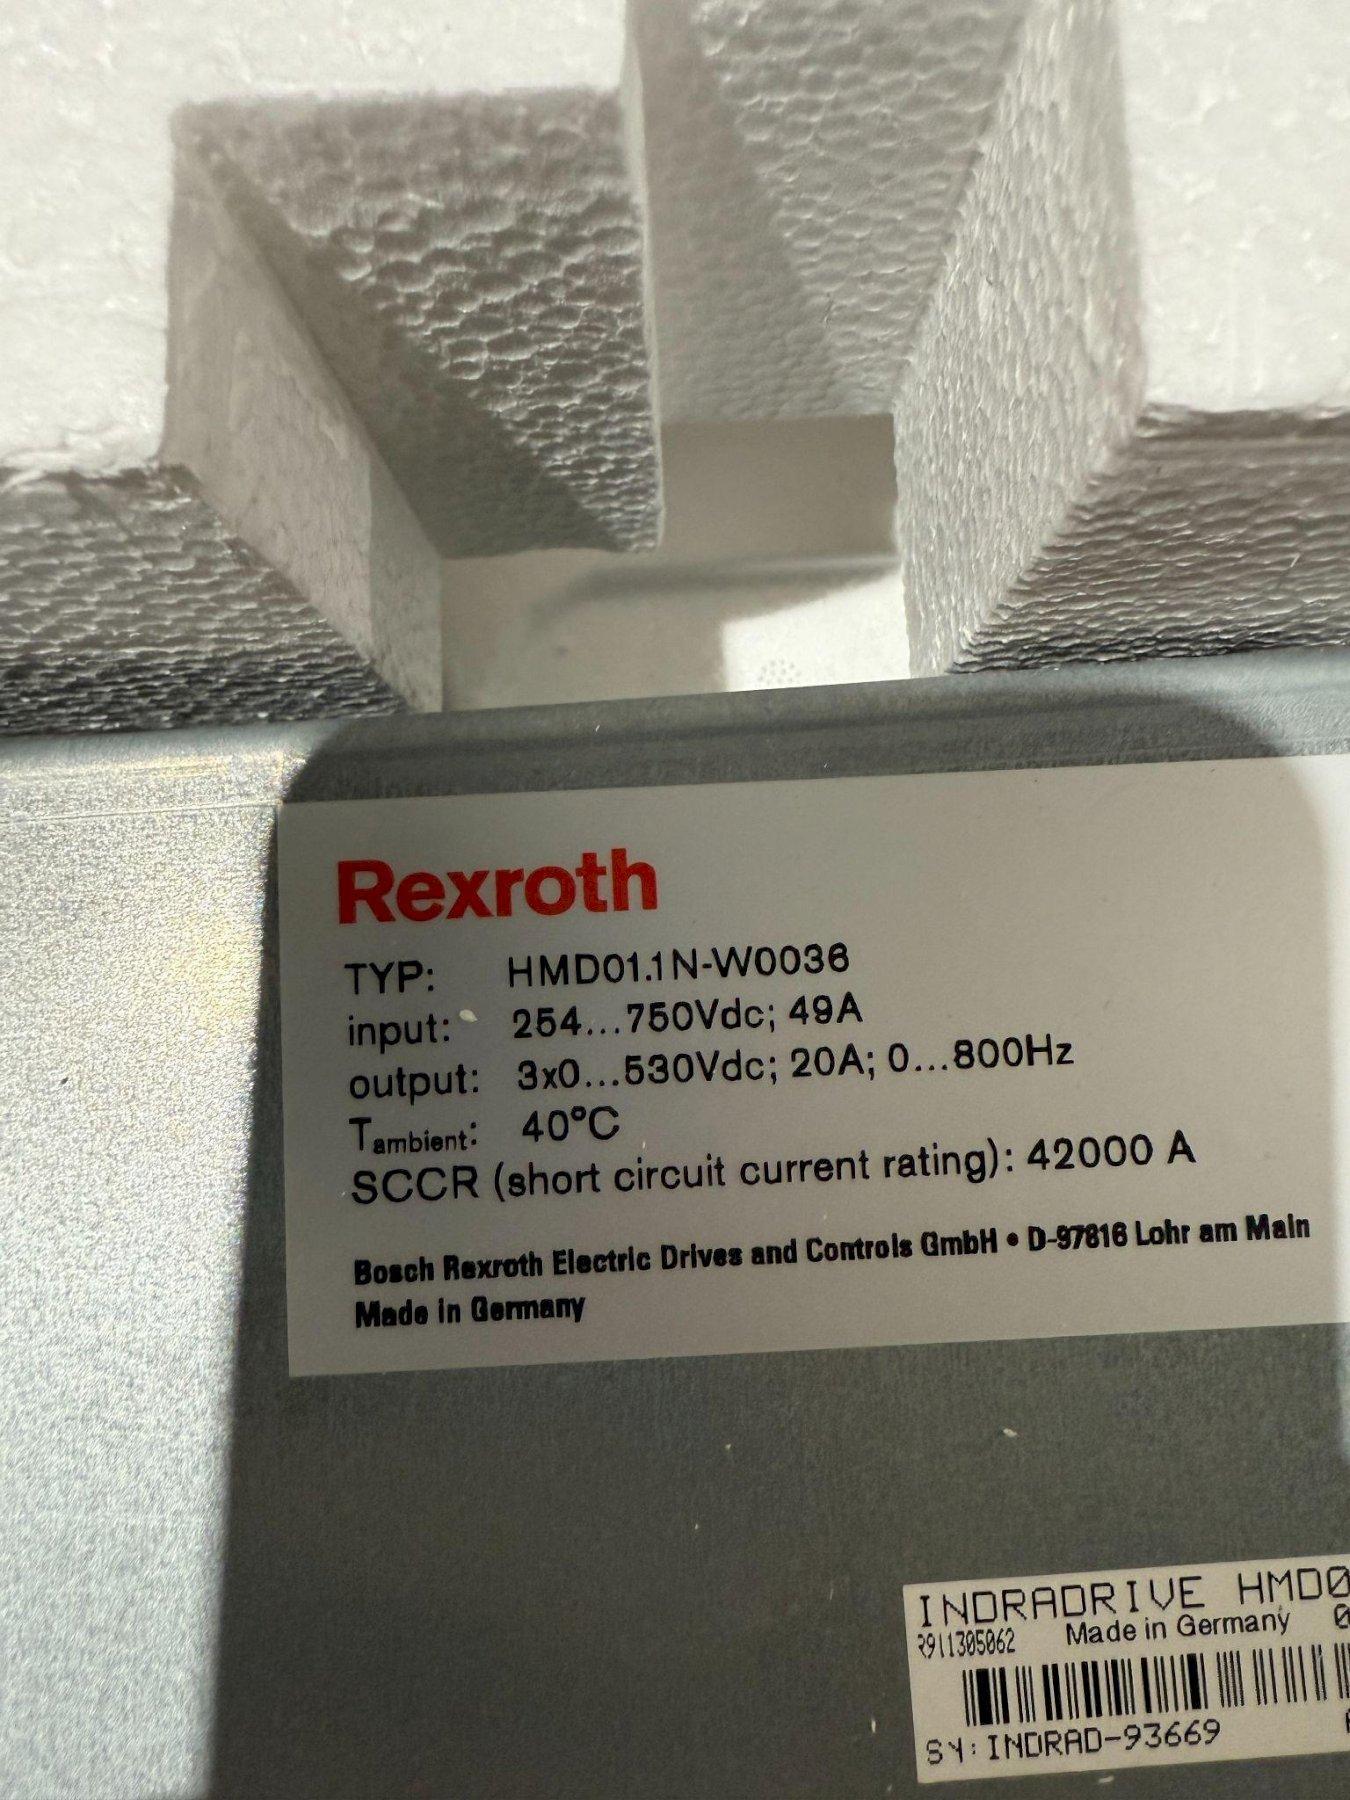 Rexroth
TYP: HMD01.1N-W0036
input: 254...750Vdc; 49A
output: 3x0...530Vdc; 20A; 0...800Hz
Tambient: 40°C
SCCR (short circuit current rating): 42000 A
Bosch Rexroth Electric Drives and Controls GmbH • D-97816 Lohr am Main
Made in Germany
INDRADRIVE HMD0
R911305062 Made in Germany
SY:INDRAD-93669